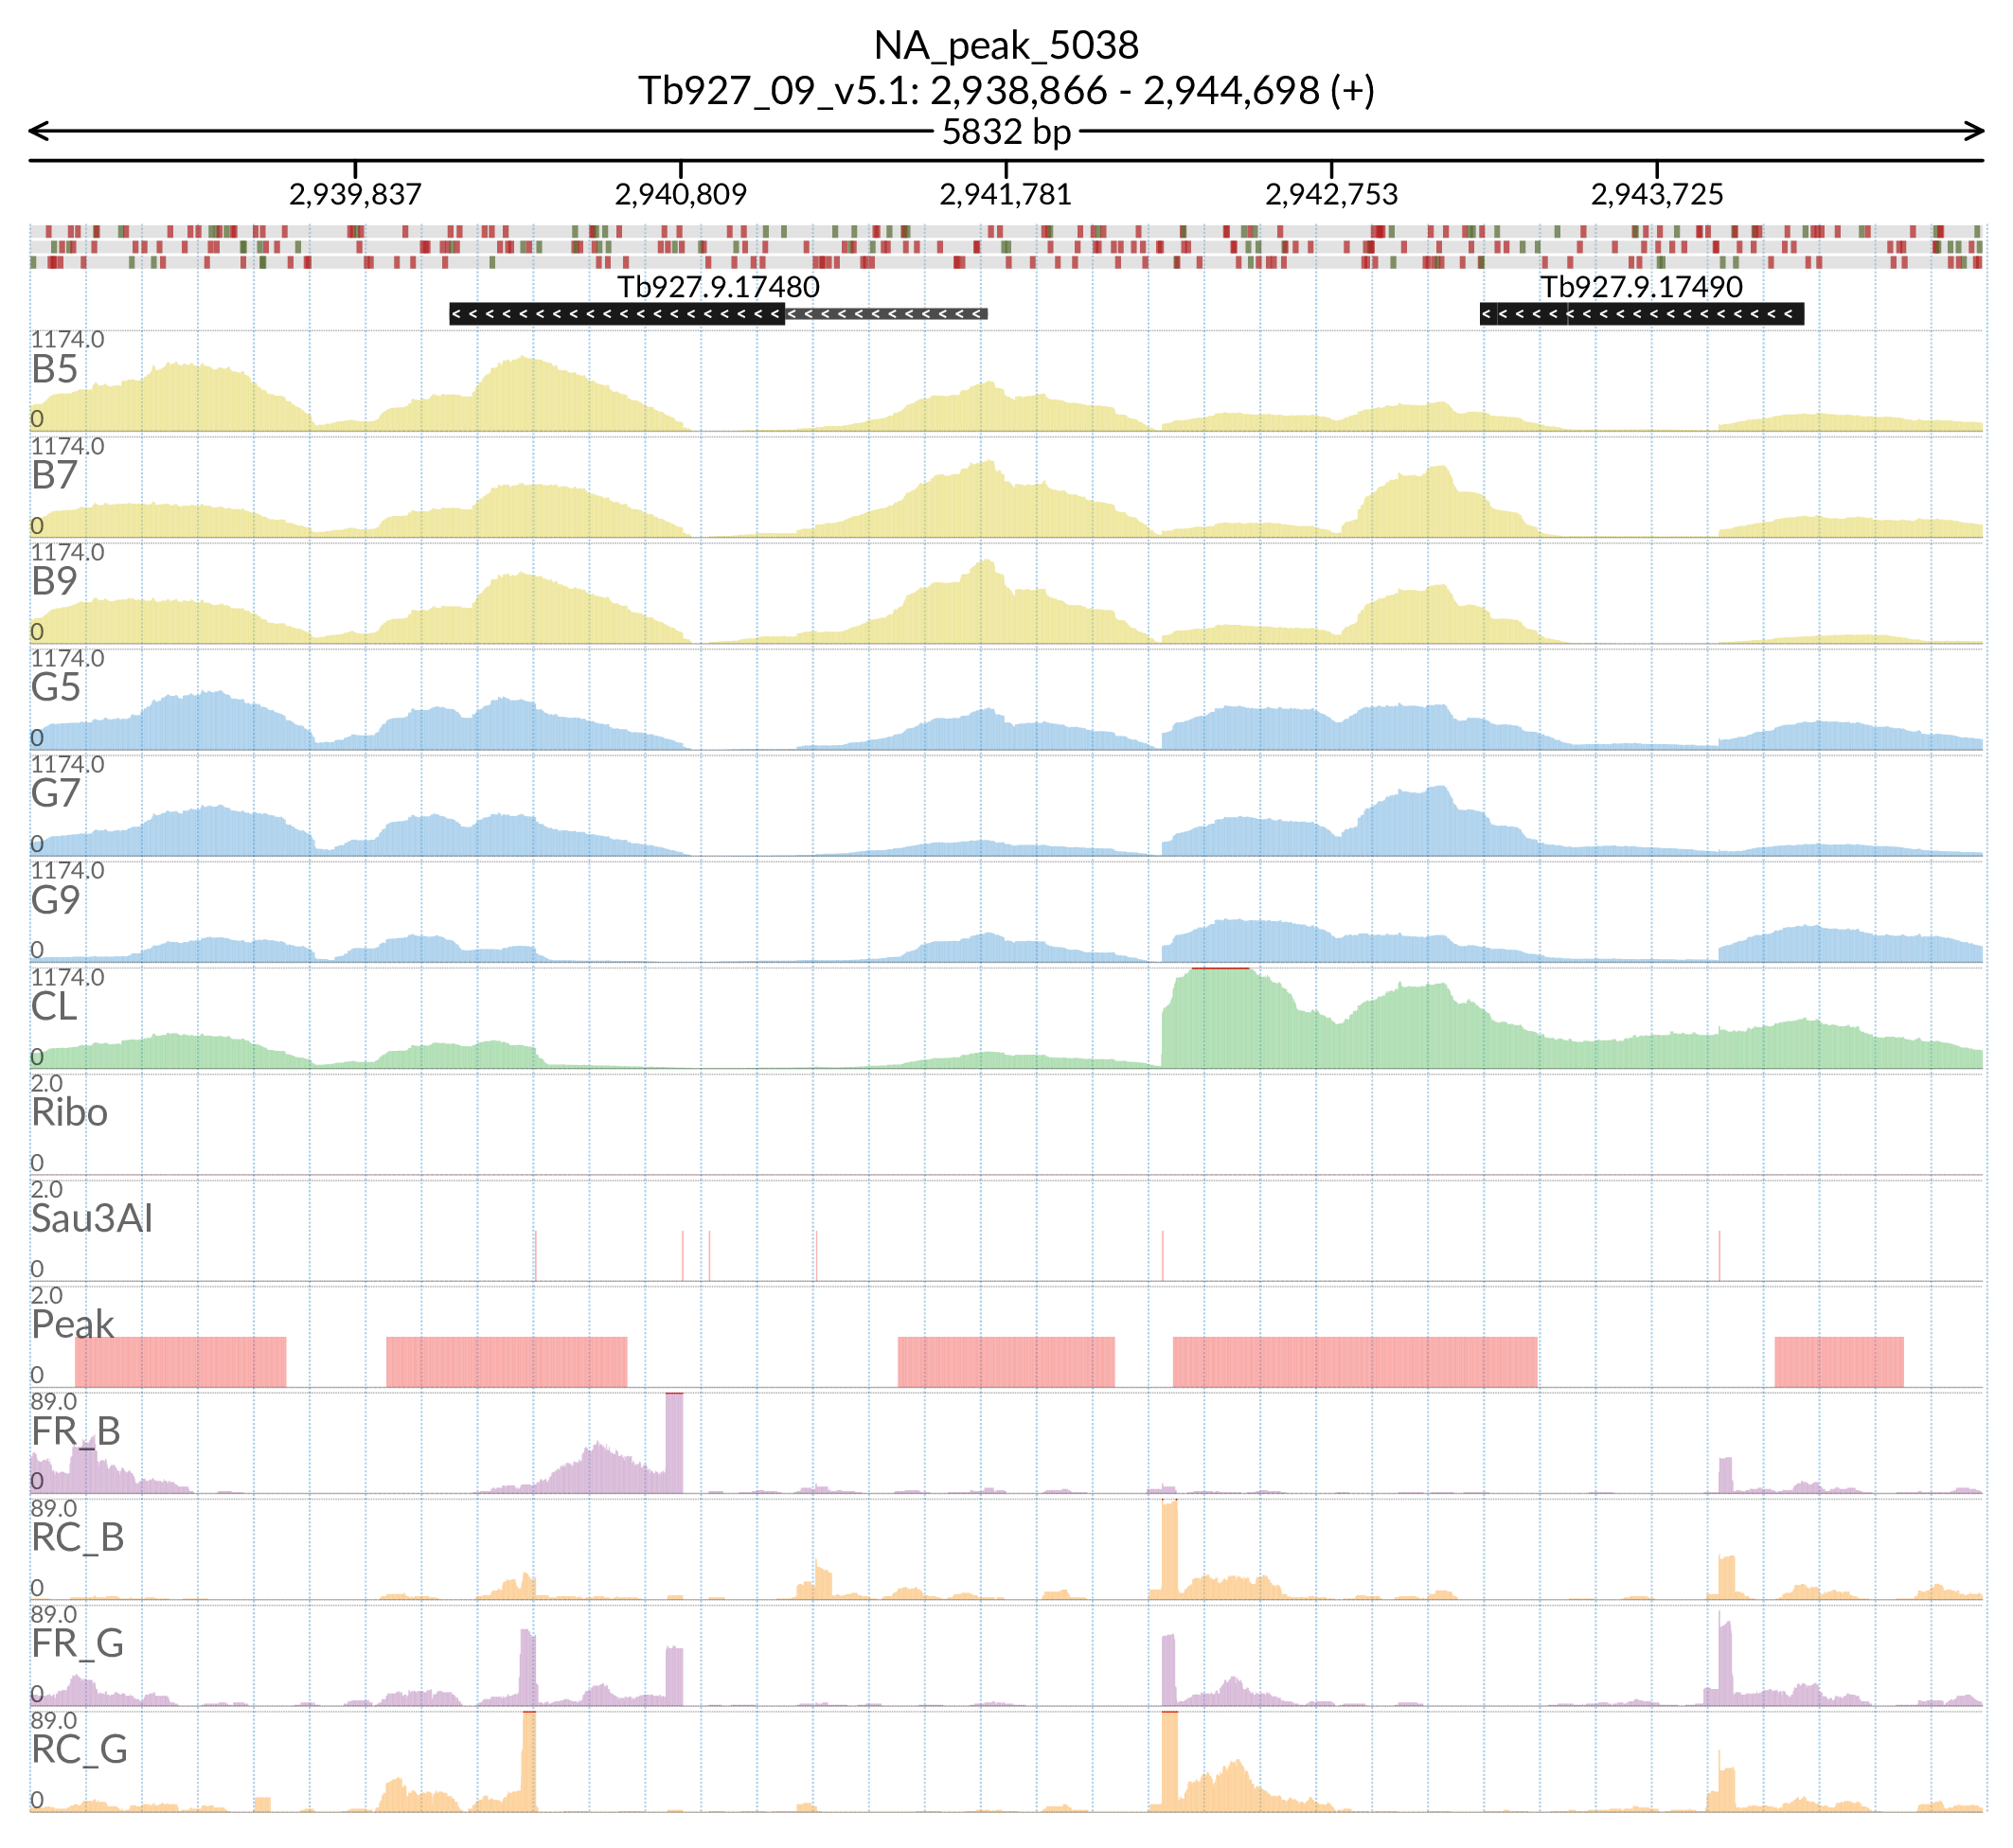 NA_peak_5038
Tb927_09_v5.1: 2,938,866 - 2,944,698 (+)
5832 bp
2,939,837 2,940,809 2,941,781 2,942,753 2,943,725
Tb927.9.17480 Tb927.9.17490
1174.0
B5
0
1174.0
B7
0
1174.0
B9
0
1174.0
G5
0
1174.0
G7
0
1174.0
G9
0
1174.0
CL
0
2.0
Ribo
0
2.0
Sau3AI
0
2.0
Peak
0
89.0
FR_B
0
89.0
RC_B
0
89.0
FR_G
0
89.0
RC_G
0